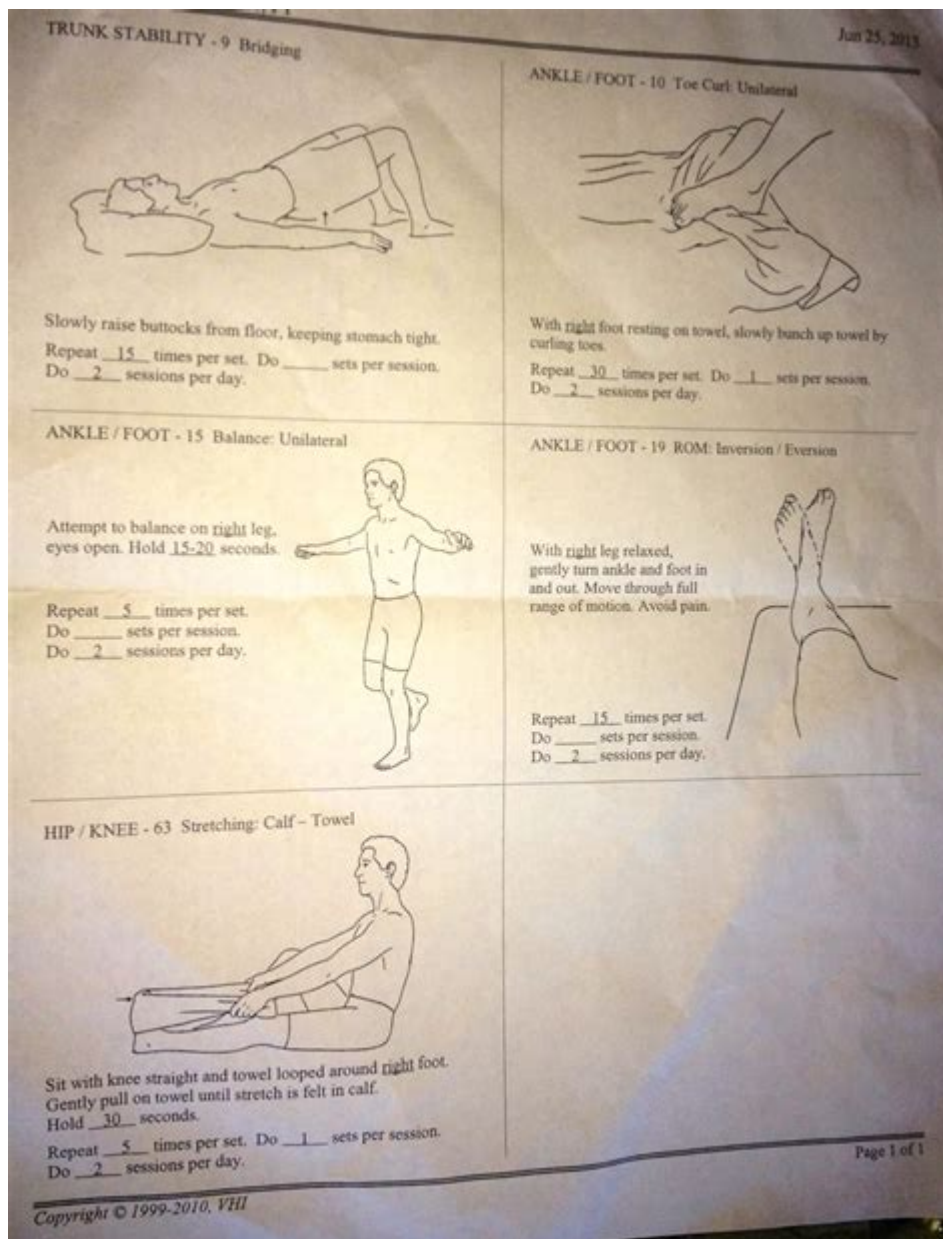 TRUNK STABILITY - 9 Bridging
Jun 25, 2013
Slowly raise buttocks from floor, keeping stomach tight.
Repeat 15 times per set. Do ____ sets per session.
Do 2 sessions per day.
ANKLE / FOOT - 10 Toe Curl: Unilateral
With right foot resting on towel, slowly bunch up towel by
curling toes.
Repeat 30 times per set. Do 1 sets per session.
Do 2 sessions per day.
ANKLE / FOOT - 15 Balance: Unilateral
Attempt to balance on right leg,
eyes open. Hold 15-20 seconds.
Repeat 5 times per set.
Do ____ sets per session.
Do 2 sessions per day.
ANKLE / FOOT - 19 ROM: Inversion / Eversion
With right leg relaxed,
gently turn ankle and foot in
and out. Move through full
range of motion. Avoid pain.
Repeat 15 times per set.
Do ____ sets per session.
Do 2 sessions per day.
HIP / KNEE - 63 Stretching: Calf – Towel
Sit with knee straight and towel looped around right foot.
Gently pull on towel until stretch is felt in calf.
Hold 30 seconds.
Repeat 5 times per set. Do 1 sets per session.
Do 2 sessions per day.
Page 1 of 1
Copyright © 1999-2010, VHI